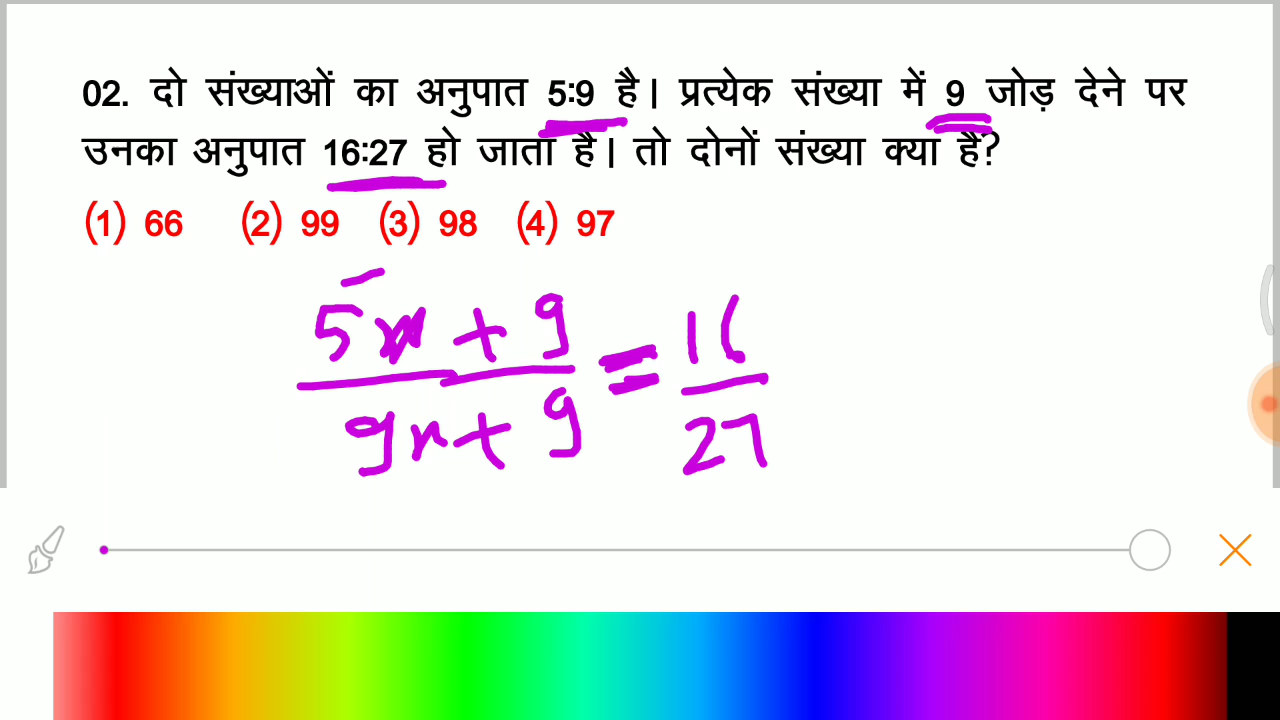 02. दो संख्याओं का अनुपात 5:9 है। प्रत्येक संख्या में 9 जोड़ देने पर
उनका अनुपात 16:27 हो जाता है। तो दोनों संख्या क्या हैं?
(1) 66 (2) 99 (3) 98 (4) 97
5x + 9 = 16
9x + 9 27